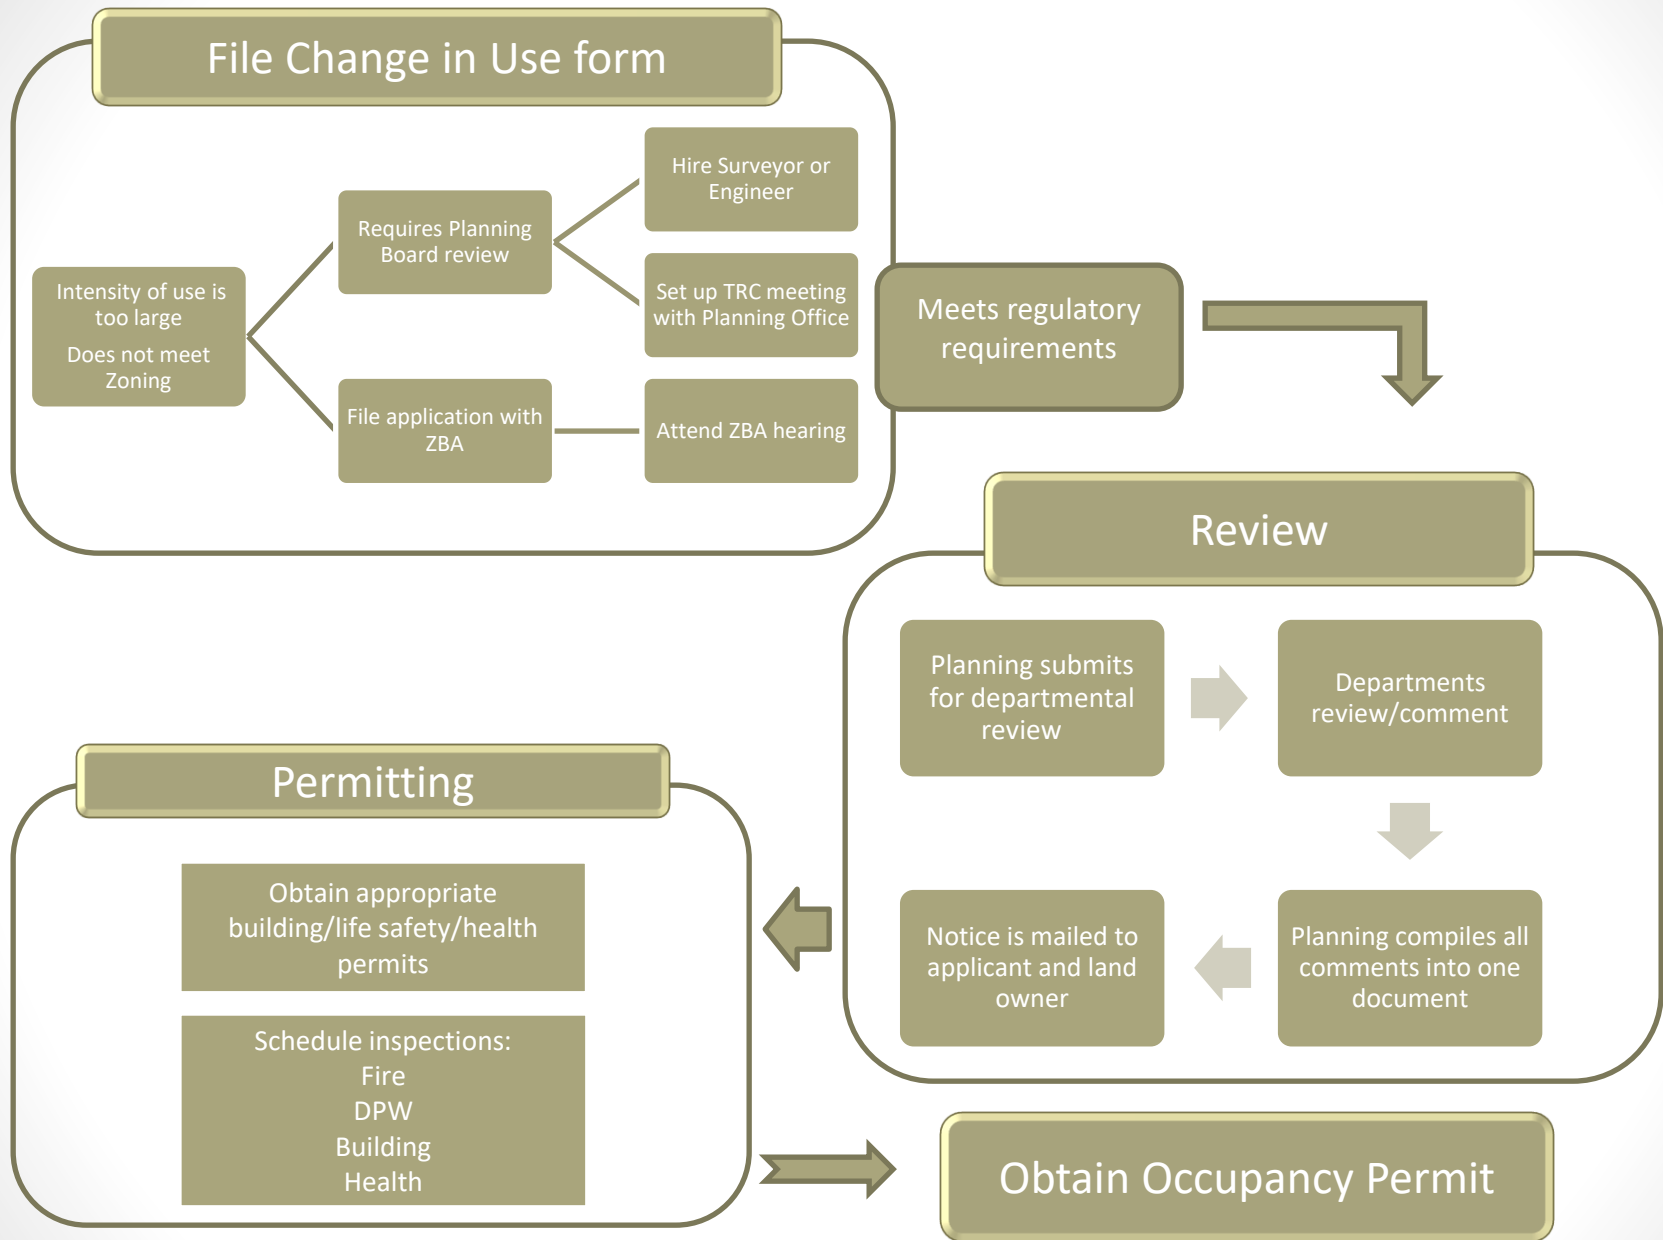 File Change in Use form
Intensity of use is
too large
Does not meet
Zoning
Requires Planning
Board review
File application with
ZBA
Hire Surveyor or
Engineer
Set up TRC meeting
with Planning Office
Attend ZBA hearing
Meets regulatory
requirements
Review
Planning submits
for departmental
review
Departments
review/comment
Planning compiles all
comments into one
document
Notice is mailed to
applicant and land
owner
Permitting
Obtain appropriate
building/life safety/health
permits
Schedule inspections:
Fire
DPW
Building
Health
Obtain Occupancy Permit